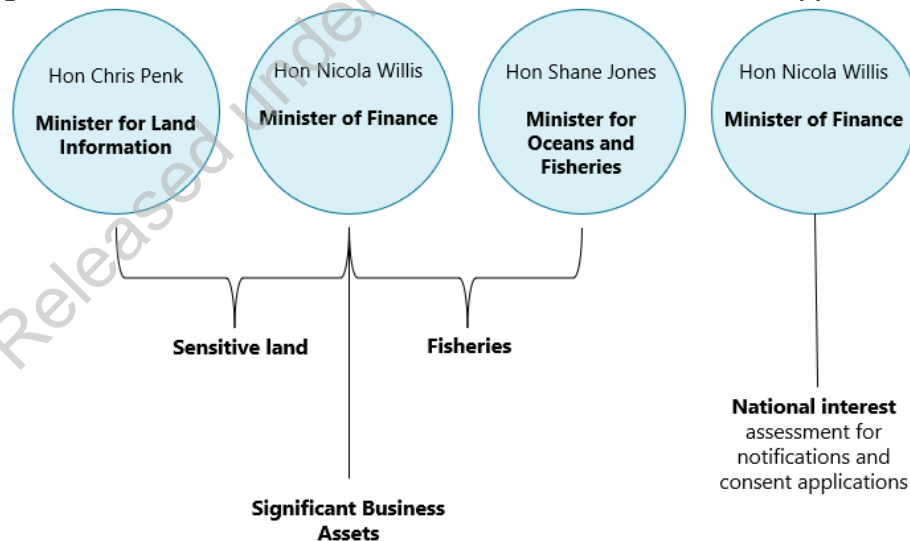 Hon Chris Penk
Minister for Land
Information
Hon Nicola Willis
Minister of Finance
Hon Shane Jones
Minister for
Oceans and
Fisheries
Hon Nicola Willis
Minister of Finance
Released under
Sensitive land
Fisheries
National interest
assessment for
notifications and
consent applications
Significant Business
Assets